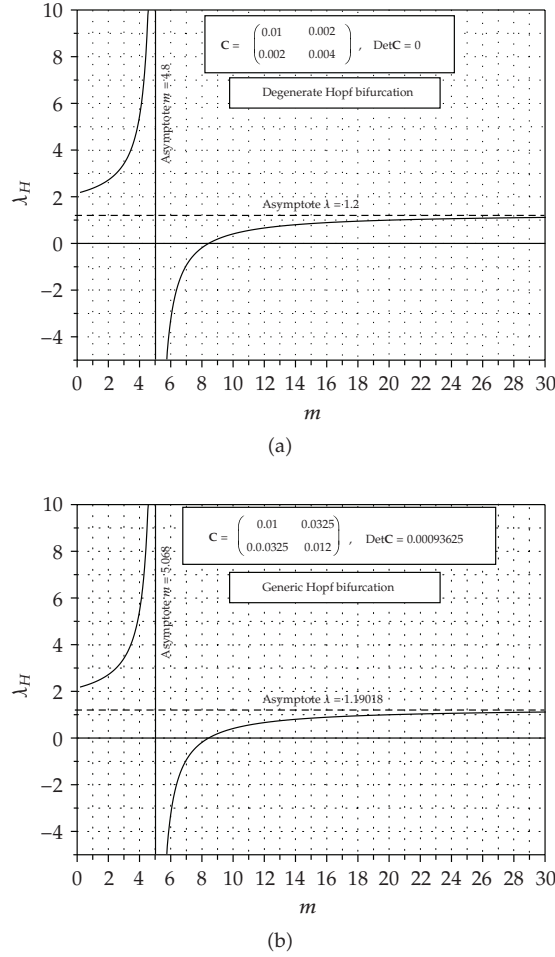 10
8
6
4
2
0
−2
−4
λH
C = (0.01 0.002
0.002 0.004) , DetC = 0
Degenerate Hopf bifurcation
Asymptote m = 4.8
Asymptote λ = 1.2
0 2 4 6 8 10 12 14 16 18 20 22 24 26 28 30
m
(a)
10
8
6
4
2
0
−2
−4
λH
C = (0.01 0.0325
0.0.0325 0.012) , DetC = 0.00093625
Generic Hopf bifurcation
Asymptote m = 5.068
Asymptote λ = 1.19018
0 2 4 6 8 10 12 14 16 18 20 22 24 26 28 30
m
(b)